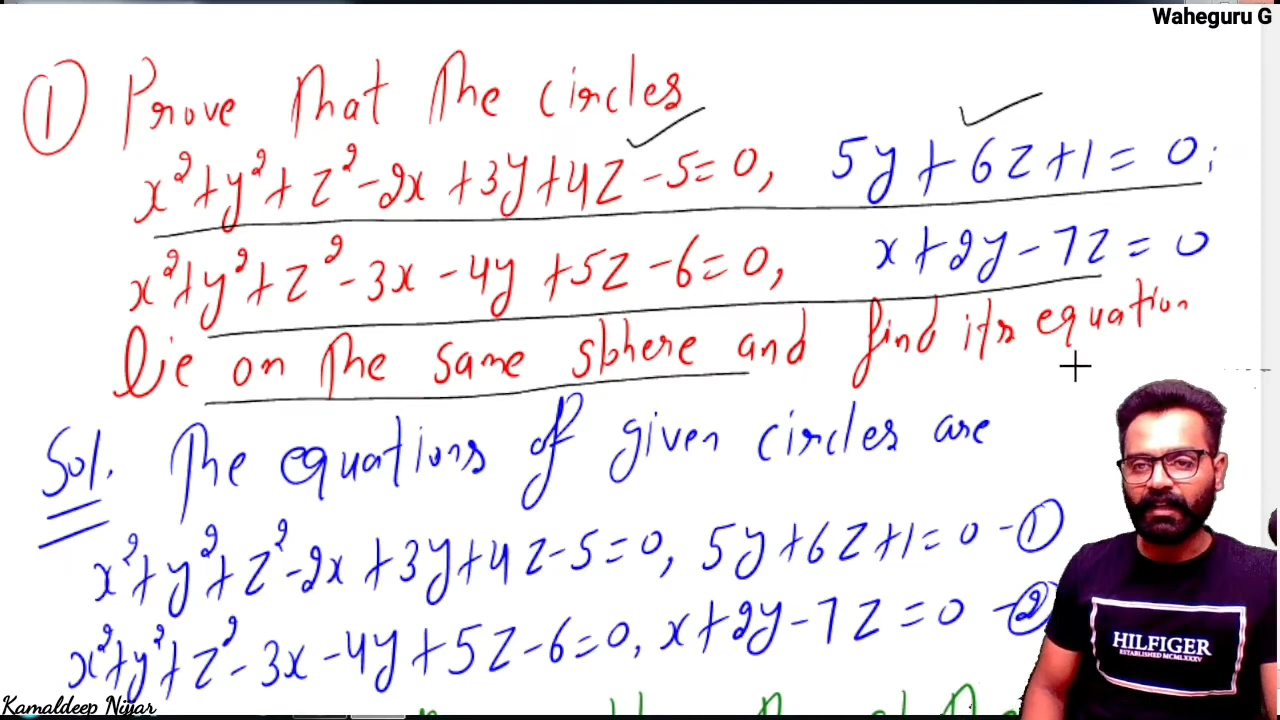 Waheguru G
① Prove that the circles
x²+y²+z²-2x+3y+4z-5=0, 5y+6z+1=0;
x²+y²+z²-3x-4y+5z-6=0, x+2y-7z=0
lie on the same sphere and find its equation
Sol. The equations of given circles are
x²+y²+z²-2x+3y+4z-5=0, 5y+6z+1=0 -①
x²+y²+z²-3x-4y+5z-6=0, x+2y-7z=0 -②
HILFIGER
ESTABLISHED MCMLXXXV
Kamaldeep Nijjar